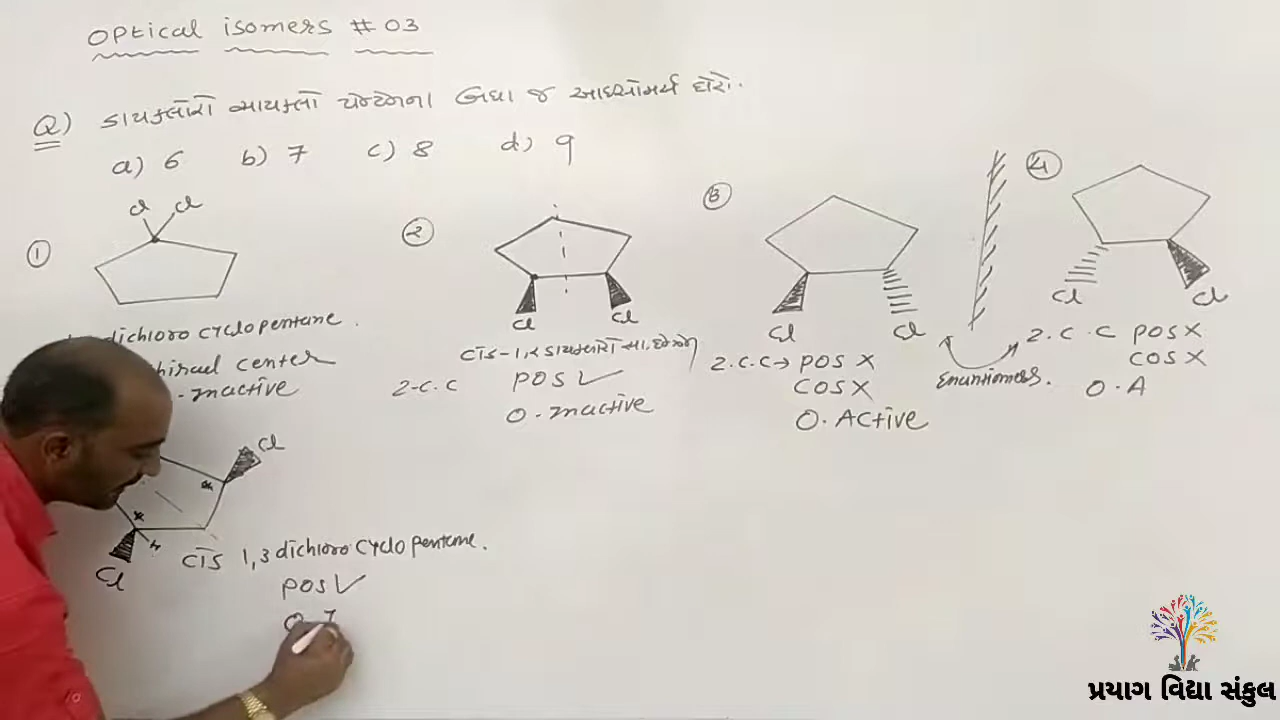 Optical isomers # 03
Q) ડાયક્લોરો સાયક્લો પેન્ટેનના બધા જ આઇસોમર્સ દોરો.
a) 6 b) 7 c) 8 d) 9
1
Cl Cl
dichloro cyclopentane.
center
Inactive
2
Cl Cl
CIS-1,2
2-C.C POS ✓
O-Inactive
3
Cl Cl
2.C.C → POS X
COS X
O.Active
Enantiomers.
4
Cl Cl
2.C.C POS X
COS X
O.A
Cl
Cl
CIS 1,3 dichloro cyclo pentane.
POS ✓
O
પ્રયાગ વિદ્યા સંકુલ